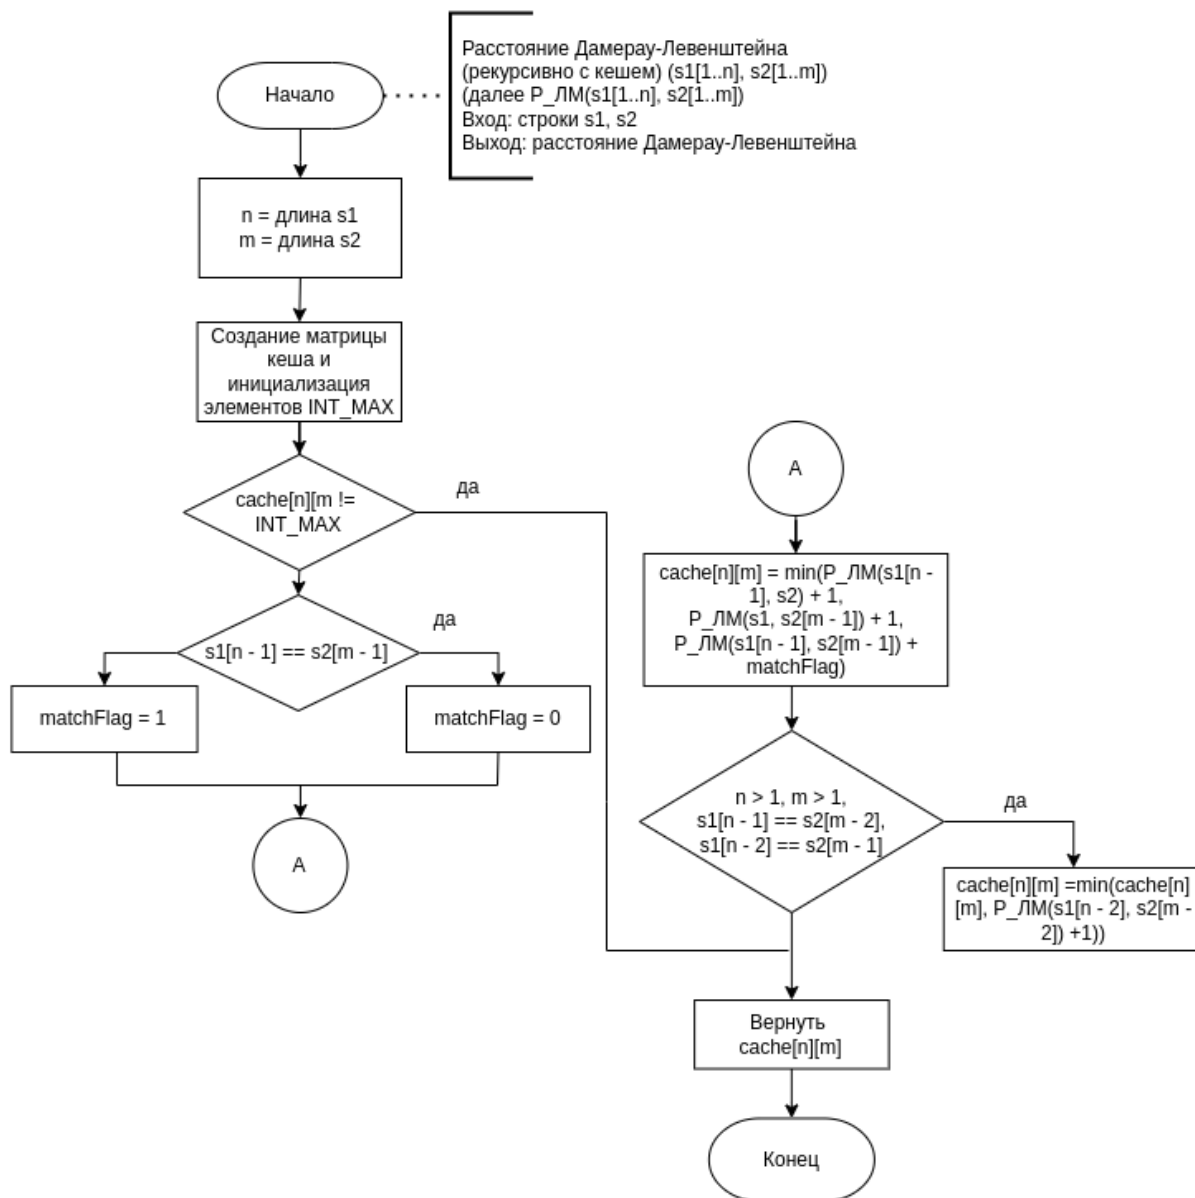 Начало
Расстояние Дамерау-Левенштейна
(рекурсивно с кешем) (s1[1..n], s2[1..m])
(далее Р_ЛМ(s1[1..n], s2[1..m])
Вход: строки s1, s2
Выход: расстояние Дамерау-Левенштейна
n = длина s1
m = длина s2
Создание матрицы
кеша и
инициализация
элементов INT_MAX
cache[n][m !=
INT_MAX
да
s1[n - 1] == s2[m - 1]
да
matchFlag = 1
matchFlag = 0
А
А
cache[n][m] = min(Р_ЛМ(s1[n -
1], s2) + 1,
Р_ЛМ(s1, s2[m - 1]) + 1,
Р_ЛМ(s1[n - 1], s2[m - 1]) +
matchFlag)
n > 1, m > 1,
s1[n - 1] == s2[m - 2],
s1[n - 2] == s2[m - 1]
да
cache[n][m] =min(cache[n]
[m], Р_ЛМ(s1[n - 2], s2[m -
2]) +1))
Вернуть
cache[n][m]
Конец